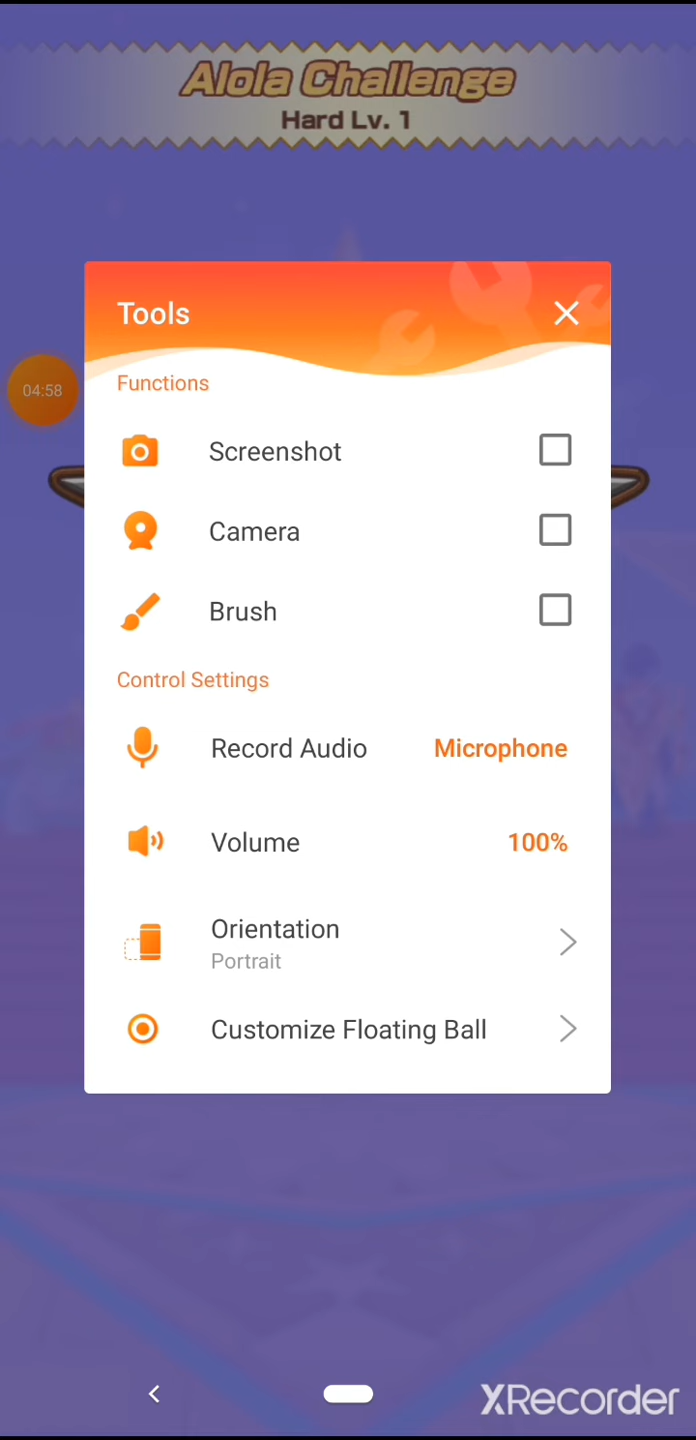 Alola Challenge
Hard Lv. 1
Tools
Functions
04:58
Screenshot
Camera
Brush
Control Settings
Record Audio Microphone
Volume 100%
Orientation
Portrait
Customize Floating Ball
XRecorder